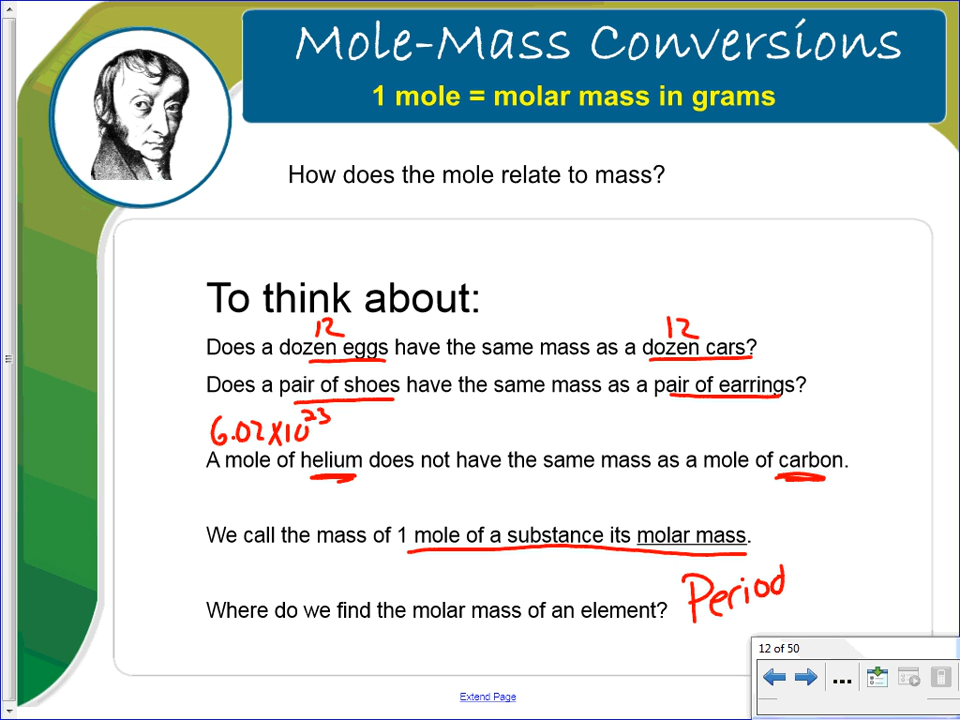 Mole-Mass Conversions
1 mole = molar mass in grams
How does the mole relate to mass?
To think about:
12 12
Does a dozen eggs have the same mass as a dozen cars?
Does a pair of shoes have the same mass as a pair of earrings?
6.02×10²³
A mole of helium does not have the same mass as a mole of carbon.
We call the mass of 1 mole of a substance its molar mass.
Where do we find the molar mass of an element? Period
12 of 50
Extend Page